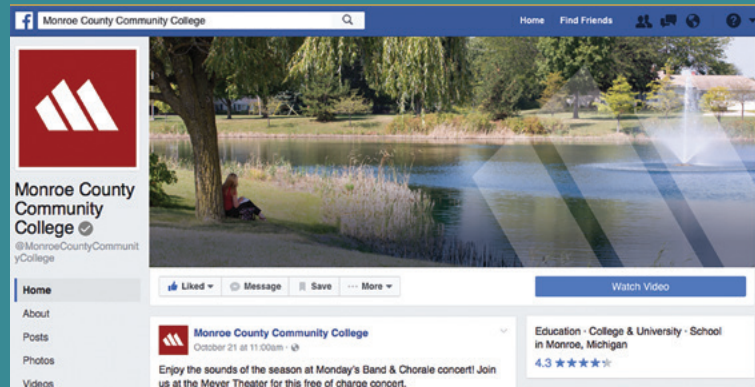 Monroe County Community College
Home Find Friends
Monroe County
Community
College
@MonroeCountyCommunit
yCollege
Home
About
Posts
Photos
Videos
Liked Message Save ··· More
Watch Video
Monroe County Community College
October 21 at 11:00am ·
Enjoy the sounds of the season at Monday's Band & Chorale concert! Join
us at the Meyer Theater for this free of charge concert.
Education · College & University · School
in Monroe, Michigan
4.3